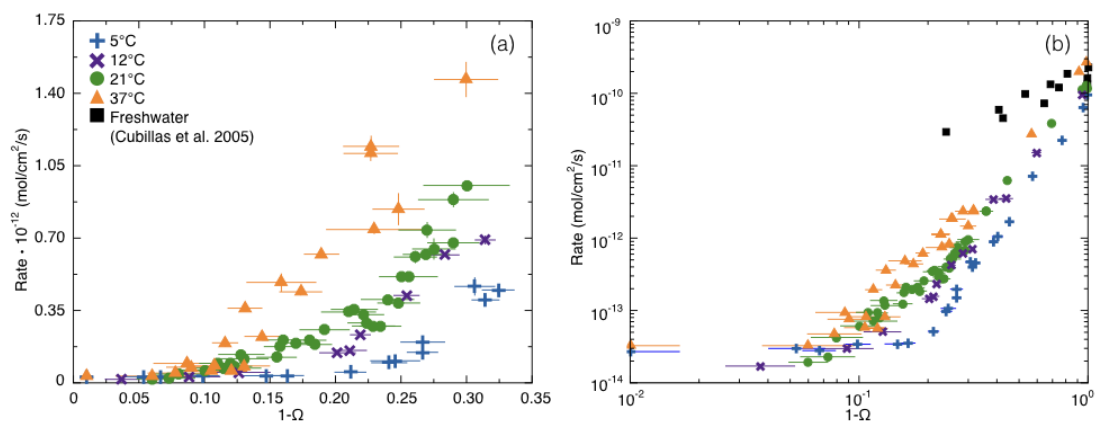 (a)
5°C
12°C
21°C
37°C
Freshwater
(Cubillas et al. 2005)
Rate · 10⁻¹² (mol/cm²/s)
1.75
1.40
1.05
0.70
0.35
0
0 0.05 0.10 0.15 0.20 0.25 0.30 0.35
1-Ω
(b)
Rate (mol/cm²/s)
10⁻⁹
10⁻¹⁰
10⁻¹¹
10⁻¹²
10⁻¹³
10⁻¹⁴
10⁻² 10⁻¹ 10⁰
1-Ω